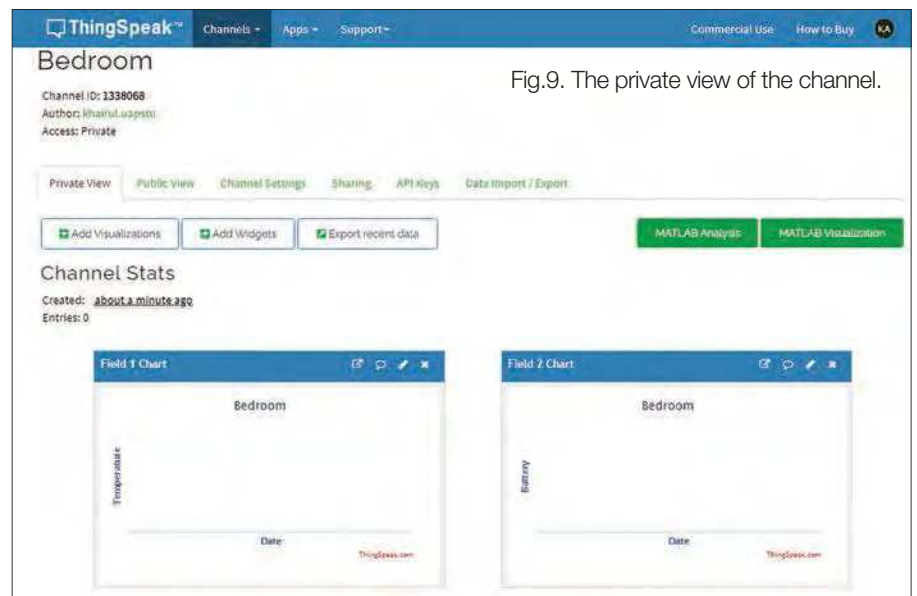 ThingSpeak™ Channels Apps Support Commercial Use How to Buy KA
Bedroom
Fig.9. The private view of the channel.
Channel ID: 1338068
Author:
Access: Private
Private View Public View Channel Settings Sharing API Keys Data Import / Export
Add Visualizations Add Widgets Export recent data MATLAB Analysis MATLAB Visualization
Channel Stats
Created: about a minute ago
Entries: 0
Field 1 Chart
Bedroom
Temperature
Date
ThingSpeak.com
Field 2 Chart
Bedroom
Battery
Date
ThingSpeak.com